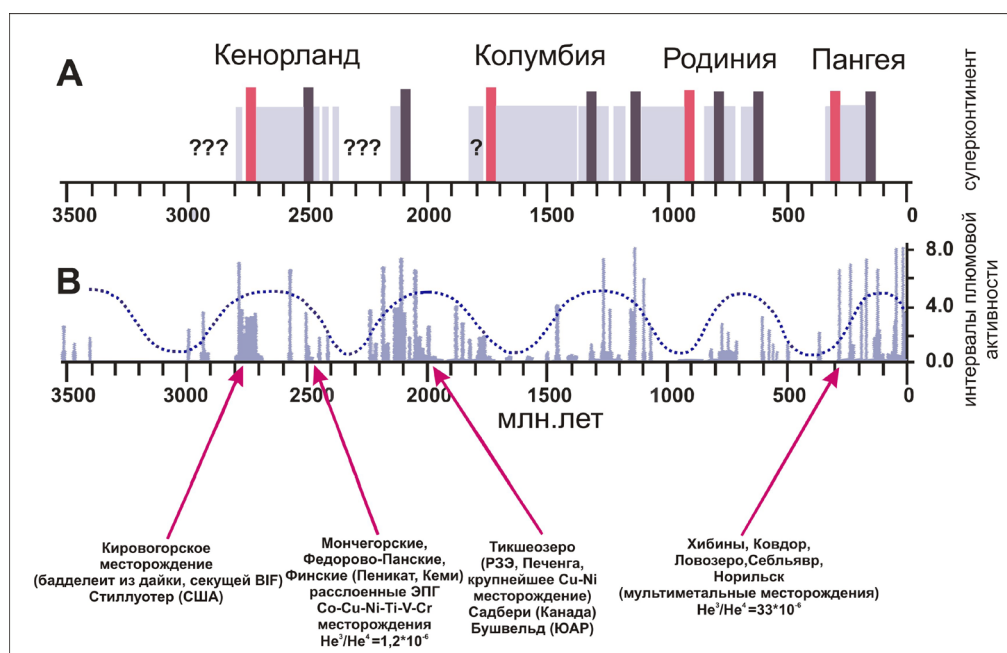 Кенорланд
Колумбия
Родиния
Пангея
A
???
???
?
суперконтинент
3500 3000 2500 2000 1500 1000 500 0
B
8.0
4.0
0.0
интервалы плюмовой
активности
3500 3000 2500 2000 1500 1000 500 0
млн.лет
Кировогорское
месторождение
(бадделеит из дайки, секущей BIF)
Стиллуотер (США)
Мончегорские,
Федорово-Панские,
Финские (Пеникат, Кеми)
расслоенные ЭПГ
Co-Cu-Ni-Ti-V-Cr
месторождения
He³/He⁴=1,2*10⁻⁶
Тикшеозеро
(РЗЭ, Печенга,
крупнейшее Cu-Ni
месторождение)
Садбери (Канада)
Бушвельд (ЮАР)
Хибины, Ковдор,
Ловозеро,Себльявр,
Норильск
(мультиметальные месторождения)
He³/He⁴=33*10⁻⁶